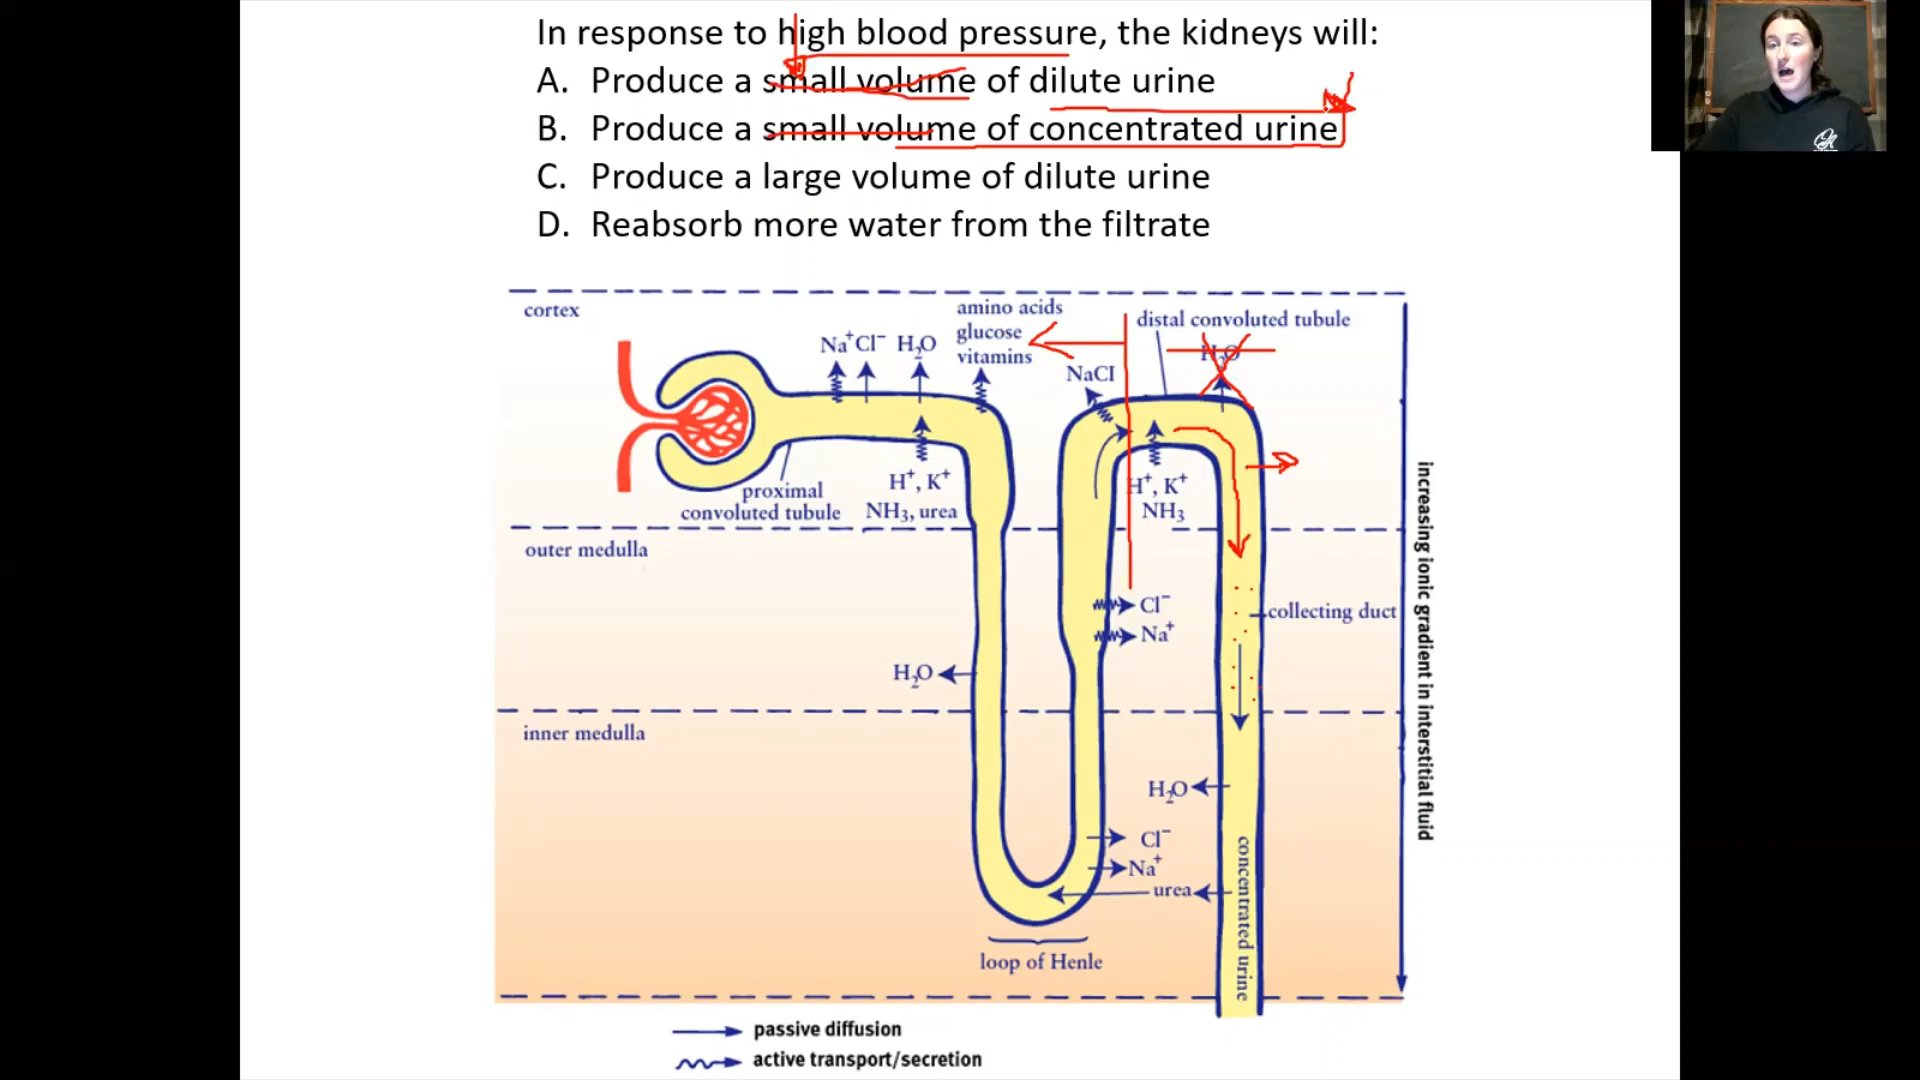 In response to high blood pressure, the kidneys will:
A. Produce a small volume of dilute urine
B. Produce a small volume of concentrated urine
C. Produce a large volume of dilute urine
D. Reabsorb more water from the filtrate
cortex
amino acids
glucose
vitamins
distal convoluted tubule
Na⁺Cl⁻ H₂O
H₂O
NaCl
H⁺, K⁺
NH₃, urea
H⁺, K⁺
NH₃
proximal
convoluted tubule
outer medulla
Cl⁻
Na⁺
collecting duct
H₂O
inner medulla
H₂O
Cl⁻
Na⁺
urea
concentrated urine
loop of Henle
increasing ionic gradient in interstitial fluid
passive diffusion
active transport/secretion